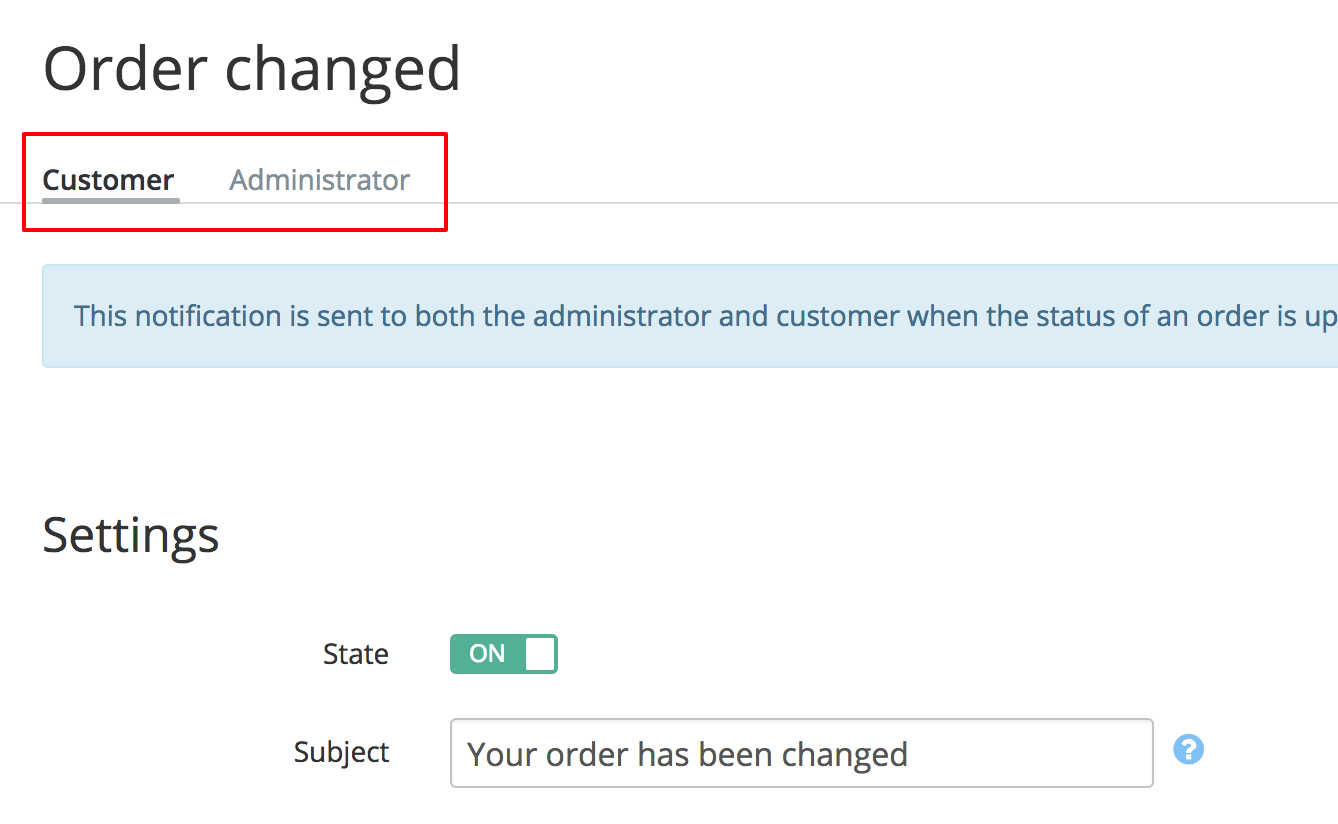 Order changed
Customer Administrator
This notification is sent to both the administrator and customer when the status of an order is up
Settings
State ON
Subject Your order has been changed ?